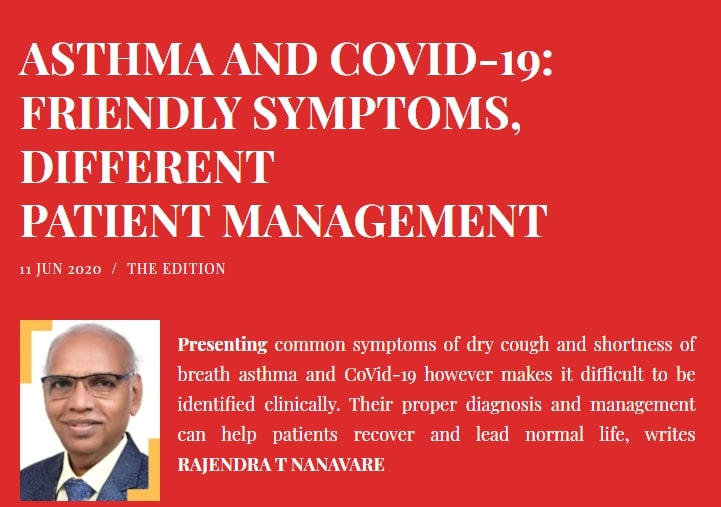 ASTHMA AND COVID-19:
FRIENDLY SYMPTOMS,
DIFFERENT
PATIENT MANAGEMENT
11 JUN 2020 / THE EDITION
Presenting common symptoms of dry cough and shortness of
breath asthma and CoVid-19 however makes it difficult to be
identified clinically. Their proper diagnosis and management
can help patients recover and lead normal life, writes
RAJENDRA T NANAVARE